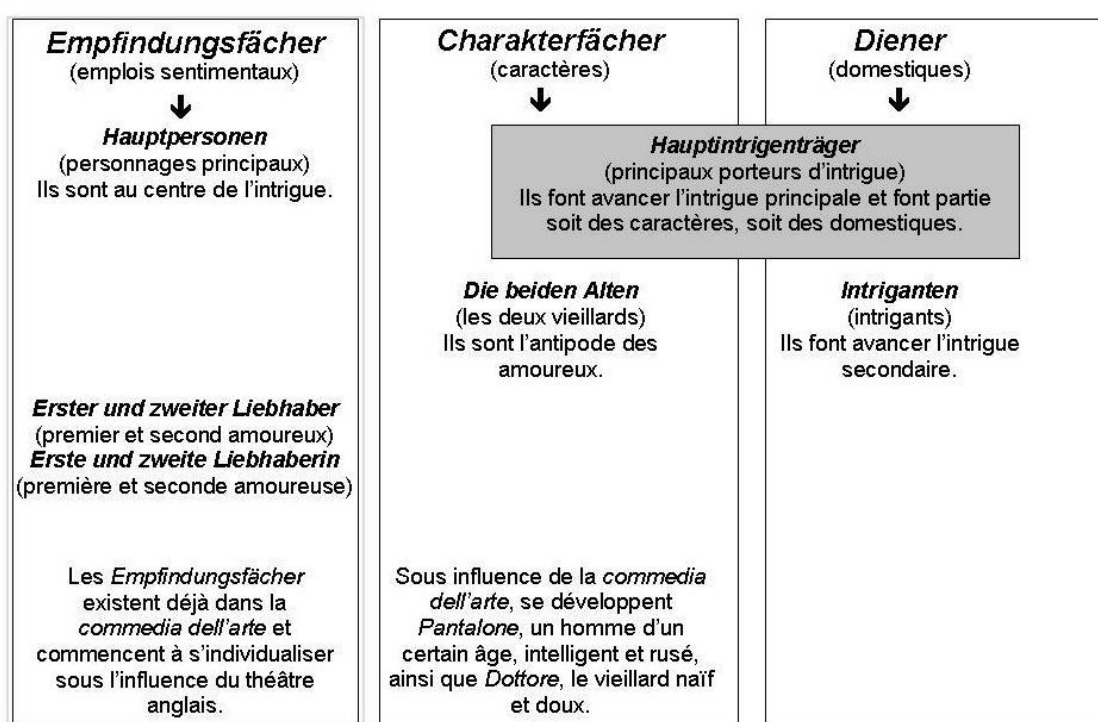 Empfindungsfächer
(emplois sentimentaux)
Hauptpersonen
(personnages principaux)
Ils sont au centre de l'intrigue.
Erster und zweiter Liebhaber
(premier et second amoureux)
Erste und zweite Liebhaberin
(première et seconde amoureuse)
Les Empfindungsfächer
existent déjà dans la
commedia dell'arte et
commencent à s'individualiser
sous l'influence du théâtre
anglais.
Charakterfächer
(caractères)
Diener
(domestiques)
Hauptintrigenträger
(principaux porteurs d'intrigue)
Ils font avancer l'intrigue principale et font partie
soit des caractères, soit des domestiques.
Die beiden Alten
(les deux vieillards)
Ils sont l'antipode des
amoureux.
Sous influence de la commedia
dell'arte, se développent
Pantalone, un homme d'un
certain âge, intelligent et rusé,
ainsi que Dottore, le vieillard naïf
et doux.
Intriganten
(intrigants)
Ils font avancer l'intrigue
secondaire.